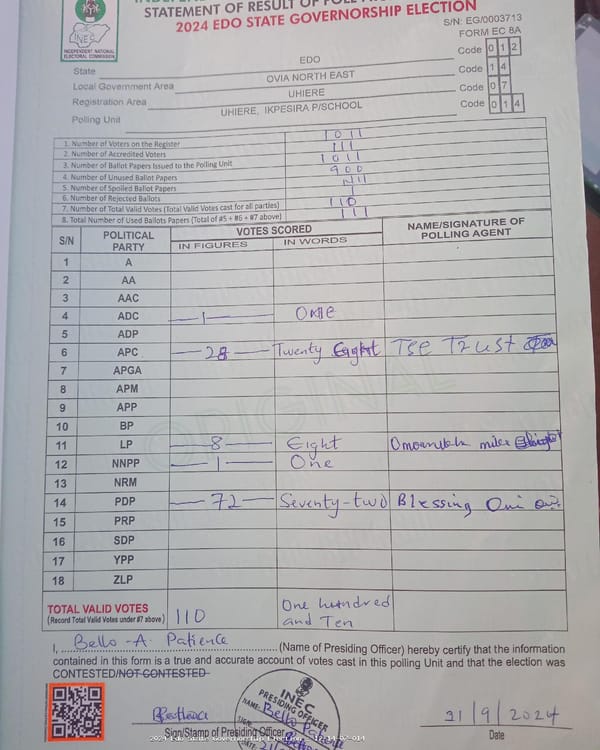 STATEMENT OF RESULT OF POLL
2024 EDO STATE GOVERNORSHIP ELECTION
S/N: EG/0003713
FORM EC 8A
INEC
INDEPENDENT NATIONAL ELECTORAL COMMISSION
State EDO Code 0 1 2
Local Government Area OVIA NORTH EAST Code 1 4
Registration Area UHIERE Code 0 7
Polling Unit UHIERE, IKPESIRA P/SCHOOL Code 0 1 4
1. Number of Voters on the Register 1011
2. Number of Accredited Voters 111
3. Number of Ballot Papers Issued to the Polling Unit 1011
4. Number of Unused Ballot Papers 900
5. Number of Spoiled Ballot Papers Nil
6. Number of Rejected Ballots 1
7. Number of Total Valid Votes (Total Valid Votes cast for all parties) 110
8. Total Number of Used Ballots Papers (Total of #5 + #6 + #7 above) 111
S/N POLITICAL PARTY VOTES SCORED NAME/SIGNATURE OF POLLING AGENT
IN FIGURES IN WORDS
1 A
2 AA
3 AAC
4 ADC 1 One
5 ADP
6 APC 28 Twenty Eight Tse Trust
7 APGA
8 APM
9 APP
10 BP
11 LP 8 Eight
12 NNPP 1 One
13 NRM
14 PDP 72 Seventy-two Blessing Oni
15 PRP
16 SDP
17 YPP
18 ZLP
ORIGINAL
TOTAL VALID VOTES
(Record Total Valid Votes under #7 above) 110 One hundred and Ten
I, Bello -A- Patience (Name of Presiding Officer) hereby certify that the information
contained in this form is a true and accurate account of votes cast in this polling Unit and that the election was
CONTESTED/NOT CONTESTED
INEC
PRESIDING OFFICER
NAME: Bello Patience
SIGN:
DATE
Sign/Stamp of Presiding Officer
21/9/2024
Date